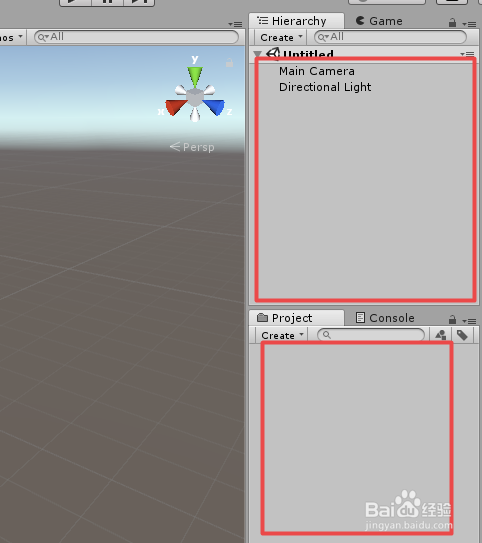 Hierarchy Game
All Create All
Untitled
Main Camera
Directional Light
y
x z
Persp
Project Console
Create
Bai du 经验
jingyan.baidu.com